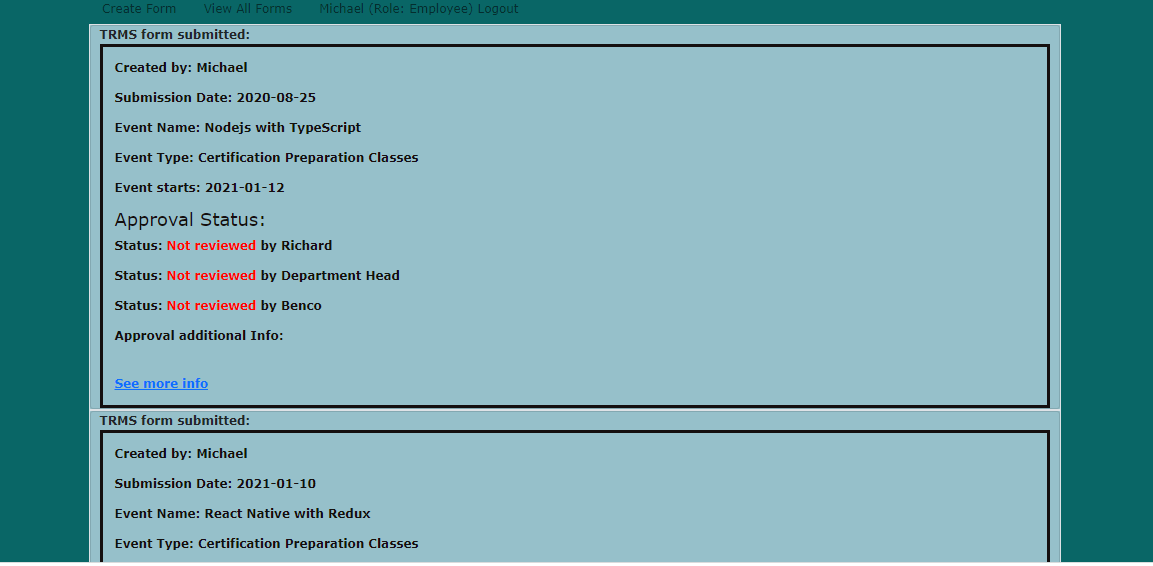 Create Form View All Forms Michael (Role: Employee) Logout
TRMS form submitted:
Created by: Michael
Submission Date: 2020-08-25
Event Name: Nodejs with TypeScript
Event Type: Certification Preparation Classes
Event starts: 2021-01-12
Approval Status:
Status: Not reviewed by Richard
Status: Not reviewed by Department Head
Status: Not reviewed by Benco
Approval additional Info:
See more info
TRMS form submitted:
Created by: Michael
Submission Date: 2021-01-10
Event Name: React Native with Redux
Event Type: Certification Preparation Classes